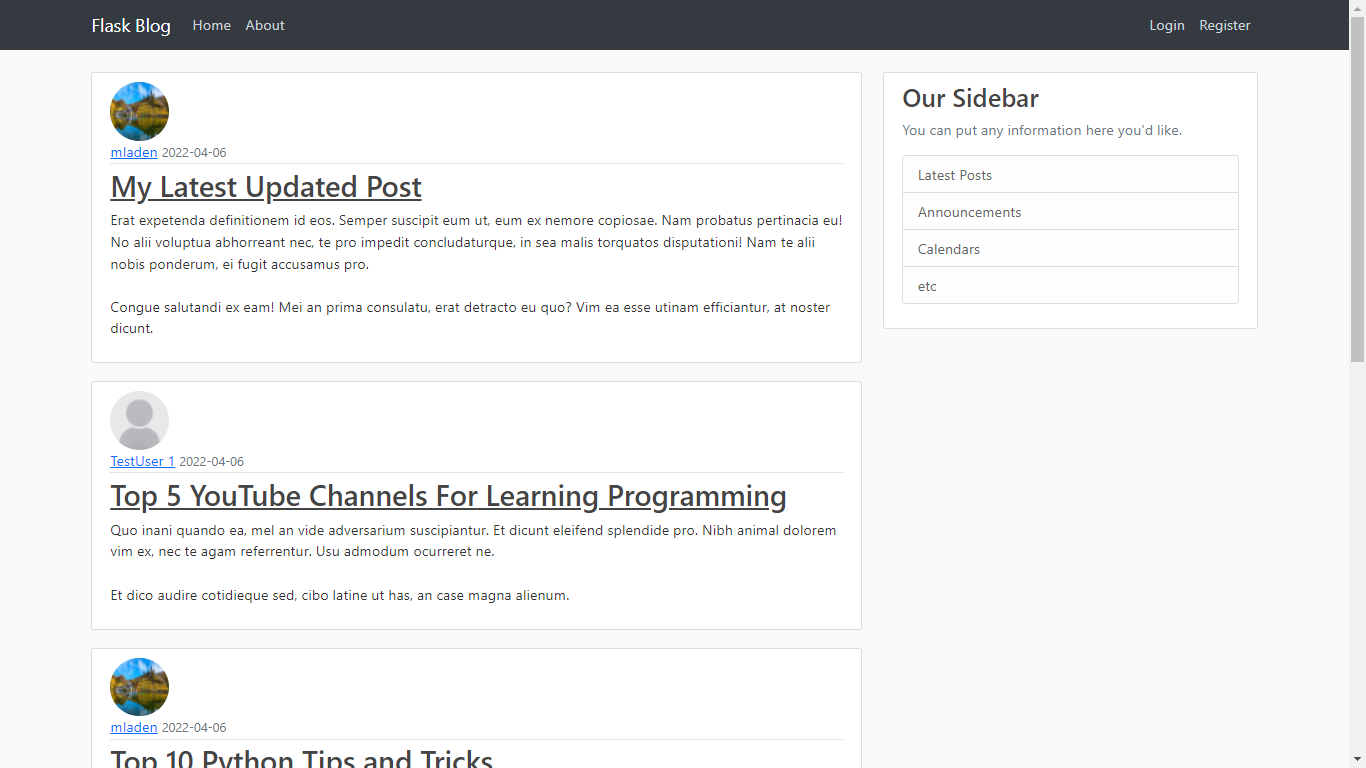 Flask Blog Home About Login Register
mladen 2022-04-06
My Latest Updated Post
Erat expetenda definitionem id eos. Semper suscipit eum ut, eum ex nemore copiosae. Nam probatus pertinacia eu!
No alii voluptua abhorreant nec, te pro impedit concludaturque, in sea malis torquatos disputationi! Nam te alii
nobis ponderum, ei fugit accusamus pro.
Congue salutandi ex eam! Mei an prima consulatu, erat detracto eu quo? Vim ea esse utinam efficiantur, at noster
dicunt.
TestUser 1 2022-04-06
Top 5 YouTube Channels For Learning Programming
Quo inani quando ea, mel an vide adversarium suscipiantur. Et dicunt eleifend splendide pro. Nibh animal dolorem
vim ex, nec te agam referrentur. Usu admodum ocurreret ne.
Et dico audire cotidieque sed, cibo latine ut has, an case magna alienum.
mladen 2022-04-06
Top 10 Python Tips and Tricks
Our Sidebar
You can put any information here you'd like.
Latest Posts
Announcements
Calendars
etc